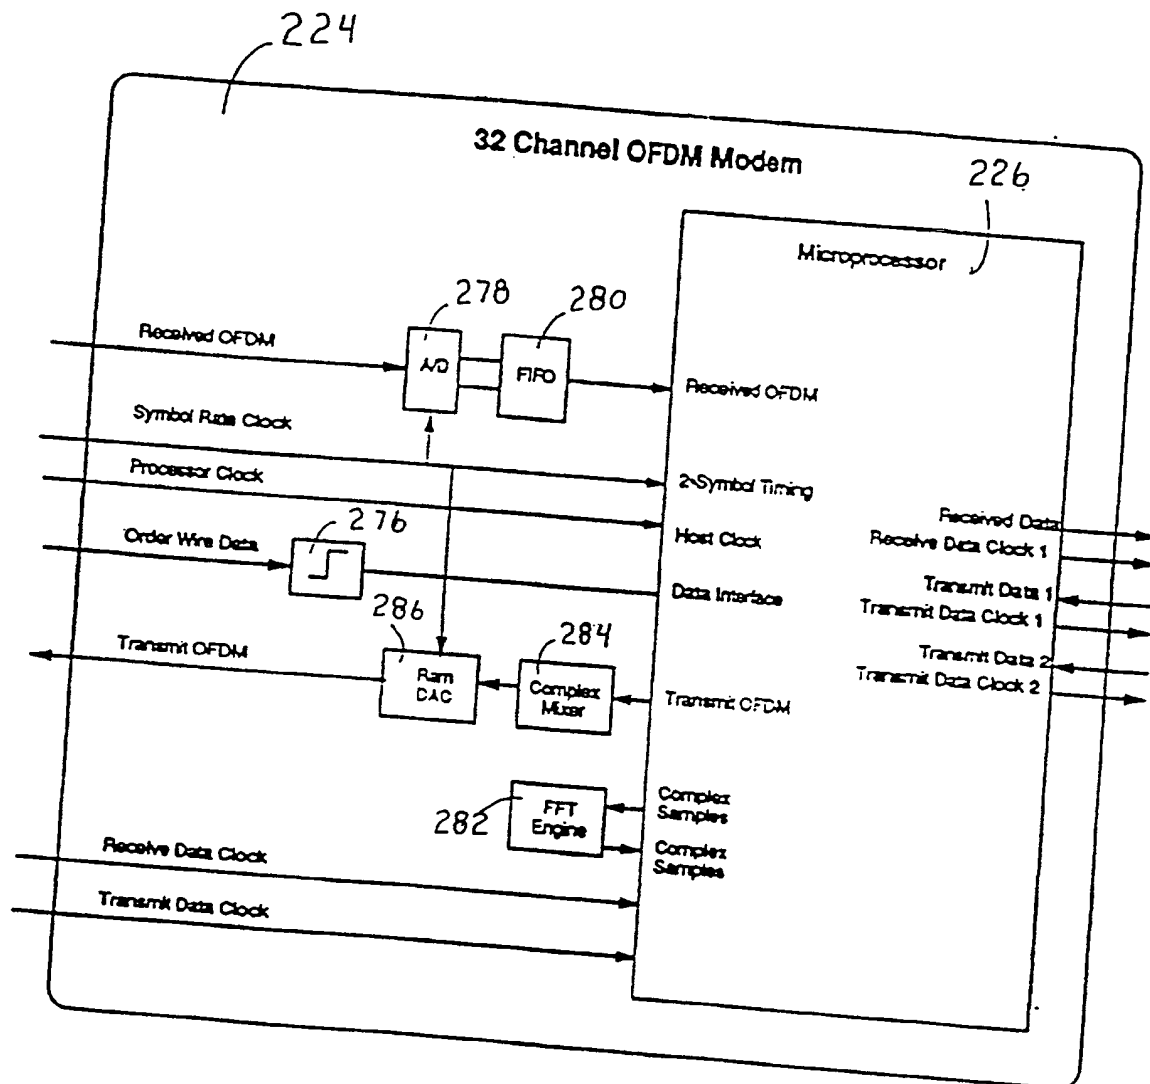 224
32 Channel OFDM Modem
226
Microprocessor
278
280
Received OFDM
A/D
FIFO
Received OFDM
Symbol Rate Clock
2-Symbol Timing
Processor Clock
Host Clock
276
Order Wire Data
Data Interface
Received Data
Receive Data Clock 1
Transmit Data 1
Transmit Data Clock 1
Transmit Data 2
Transmit Data Clock 2
286
284
Transmit OFDM
Ram
DAC
Complex
Mixer
Transmit OFDM
282
FFT
Engine
Complex
Samples
Complex
Samples
Receive Data Clock
Transmit Data Clock